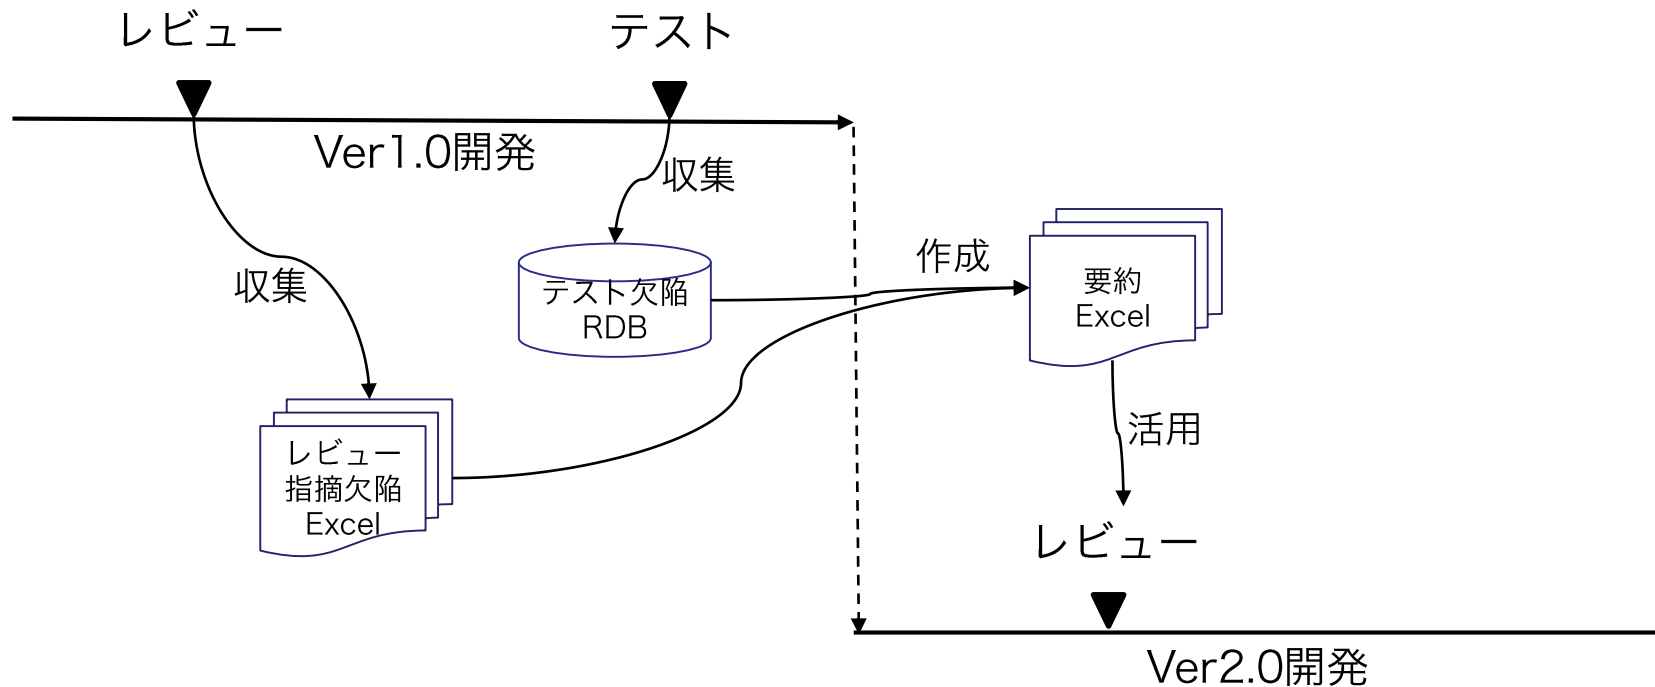 レビュー
テスト
Ver1.0開発
収集
収集
テスト欠陥
RDB
作成
要約
Excel
レビュー
指摘欠陥
Excel
活用
レビュー
Ver2.0開発